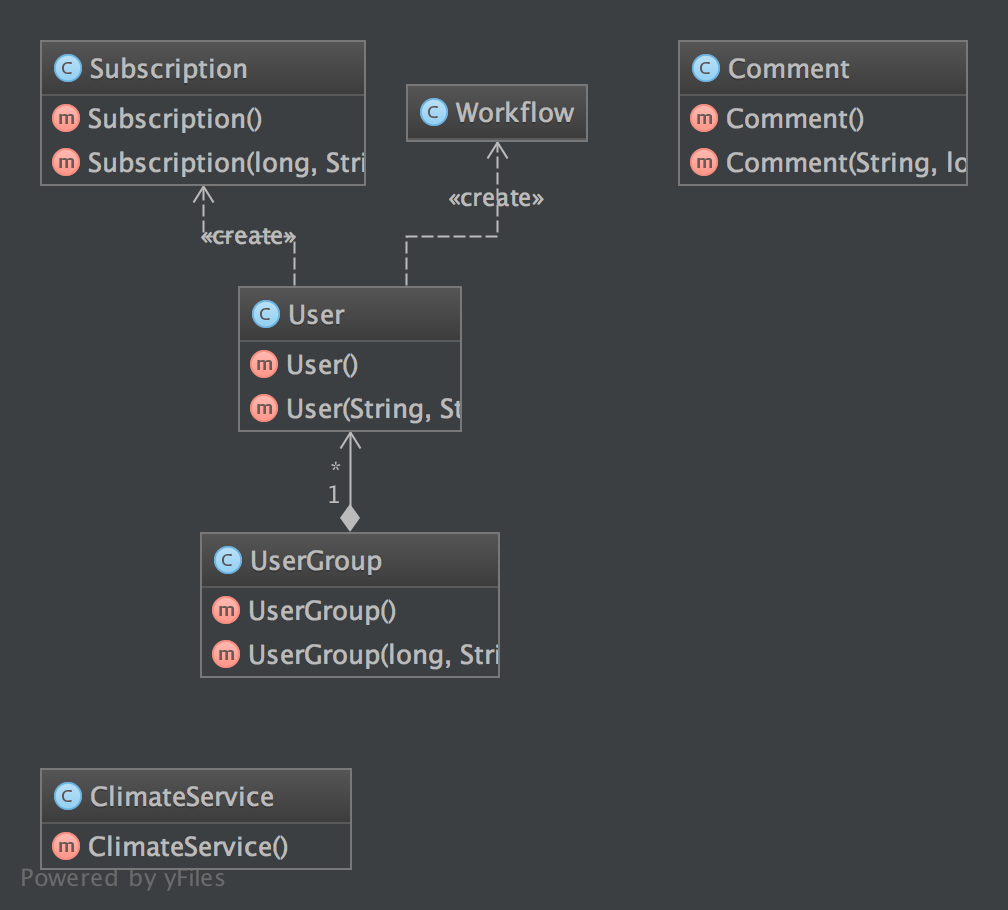 C Subscription
m Subscription()
m Subscription(long, Stri
C Workflow
C Comment
m Comment()
m Comment(String, lo
«create»
«create»
C User
m User()
m User(String, St
*
1
C UserGroup
m UserGroup()
m UserGroup(long, Stri
C ClimateService
m ClimateService()
Powered by yFiles